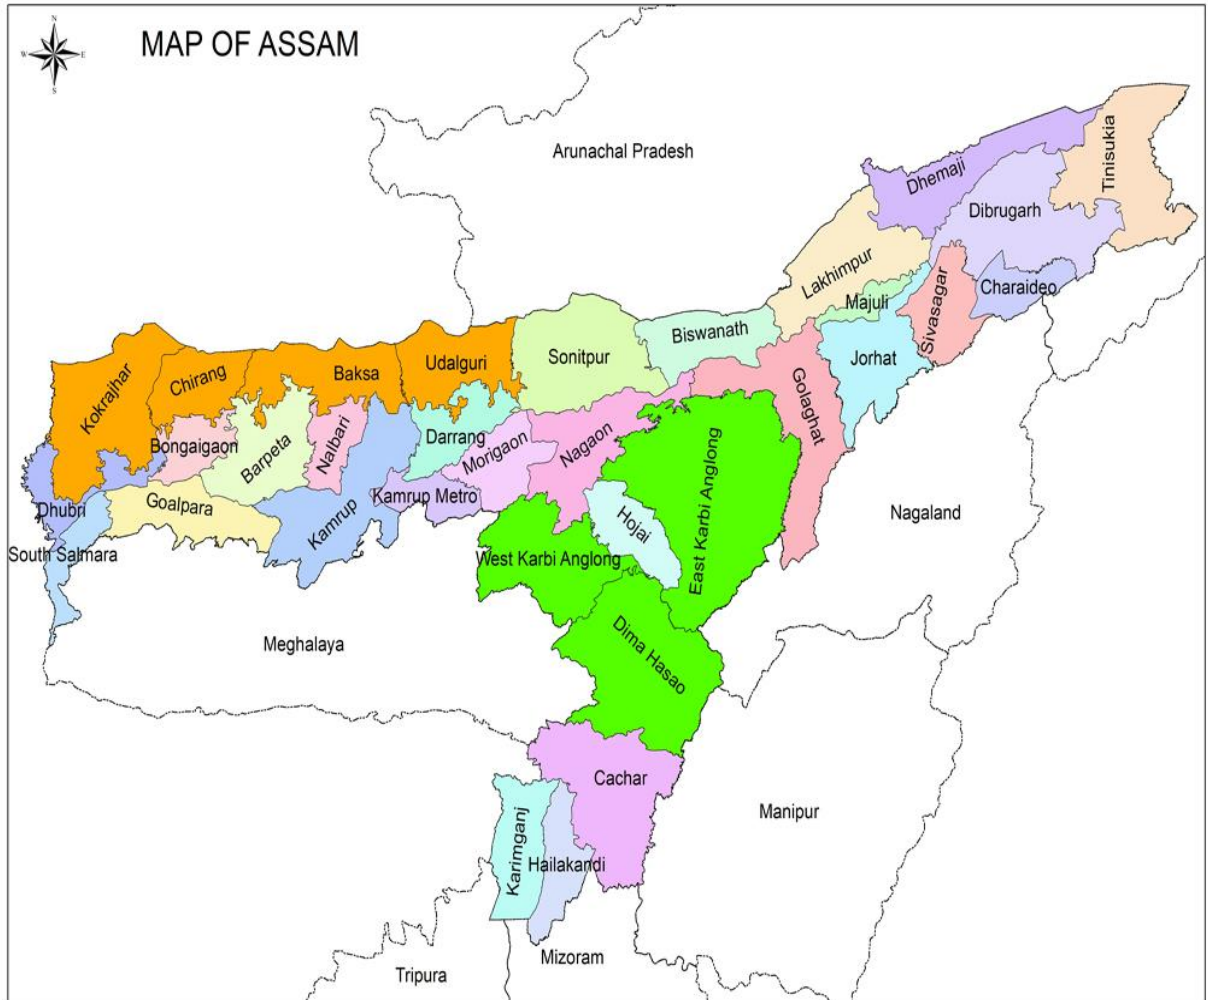 N
W E
S
MAP OF ASSAM
Arunachal Pradesh
Tinisukia
Dhemaji
Dibrugarh
Lakhimpur
Charaideo
Majuli
Sivasagar
Biswanath
Jorhat
Sonitpur
Udalguri
Baksa
Chirang
Kokrajhar
Golaghat
Darrang
Nalbari
Bongaigaon
Barpeta
Morigaon
Nagaon
East Karbi Anglong
Kamrup Metro
Goalpara
Dhubri
Kamrup
Hojai
Nagaland
South Salmara
West Karbi Anglong
Meghalaya
Dima Hasao
Cachar
Manipur
Karimganj
Hailakandi
Mizoram
Tripura